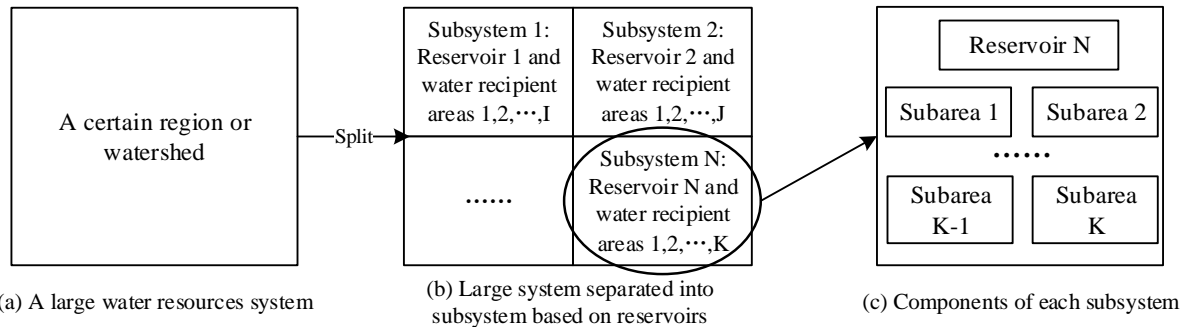 A certain region or
watershed
Split
Subsystem 1:
Reservoir 1 and
water recipient
areas 1,2,⋯,I
Subsystem 2:
Reservoir 2 and
water recipient
areas 1,2,⋯,J
⋯⋯
Subsystem N:
Reservoir N and
water recipient
areas 1,2,⋯,K
Reservoir N
Subarea 1
Subarea 2
⋯⋯
Subarea
K-1
Subarea
K
(a) A large water resources system
(b) Large system separated into
subsystem based on reservoirs
(c) Components of each subsystem